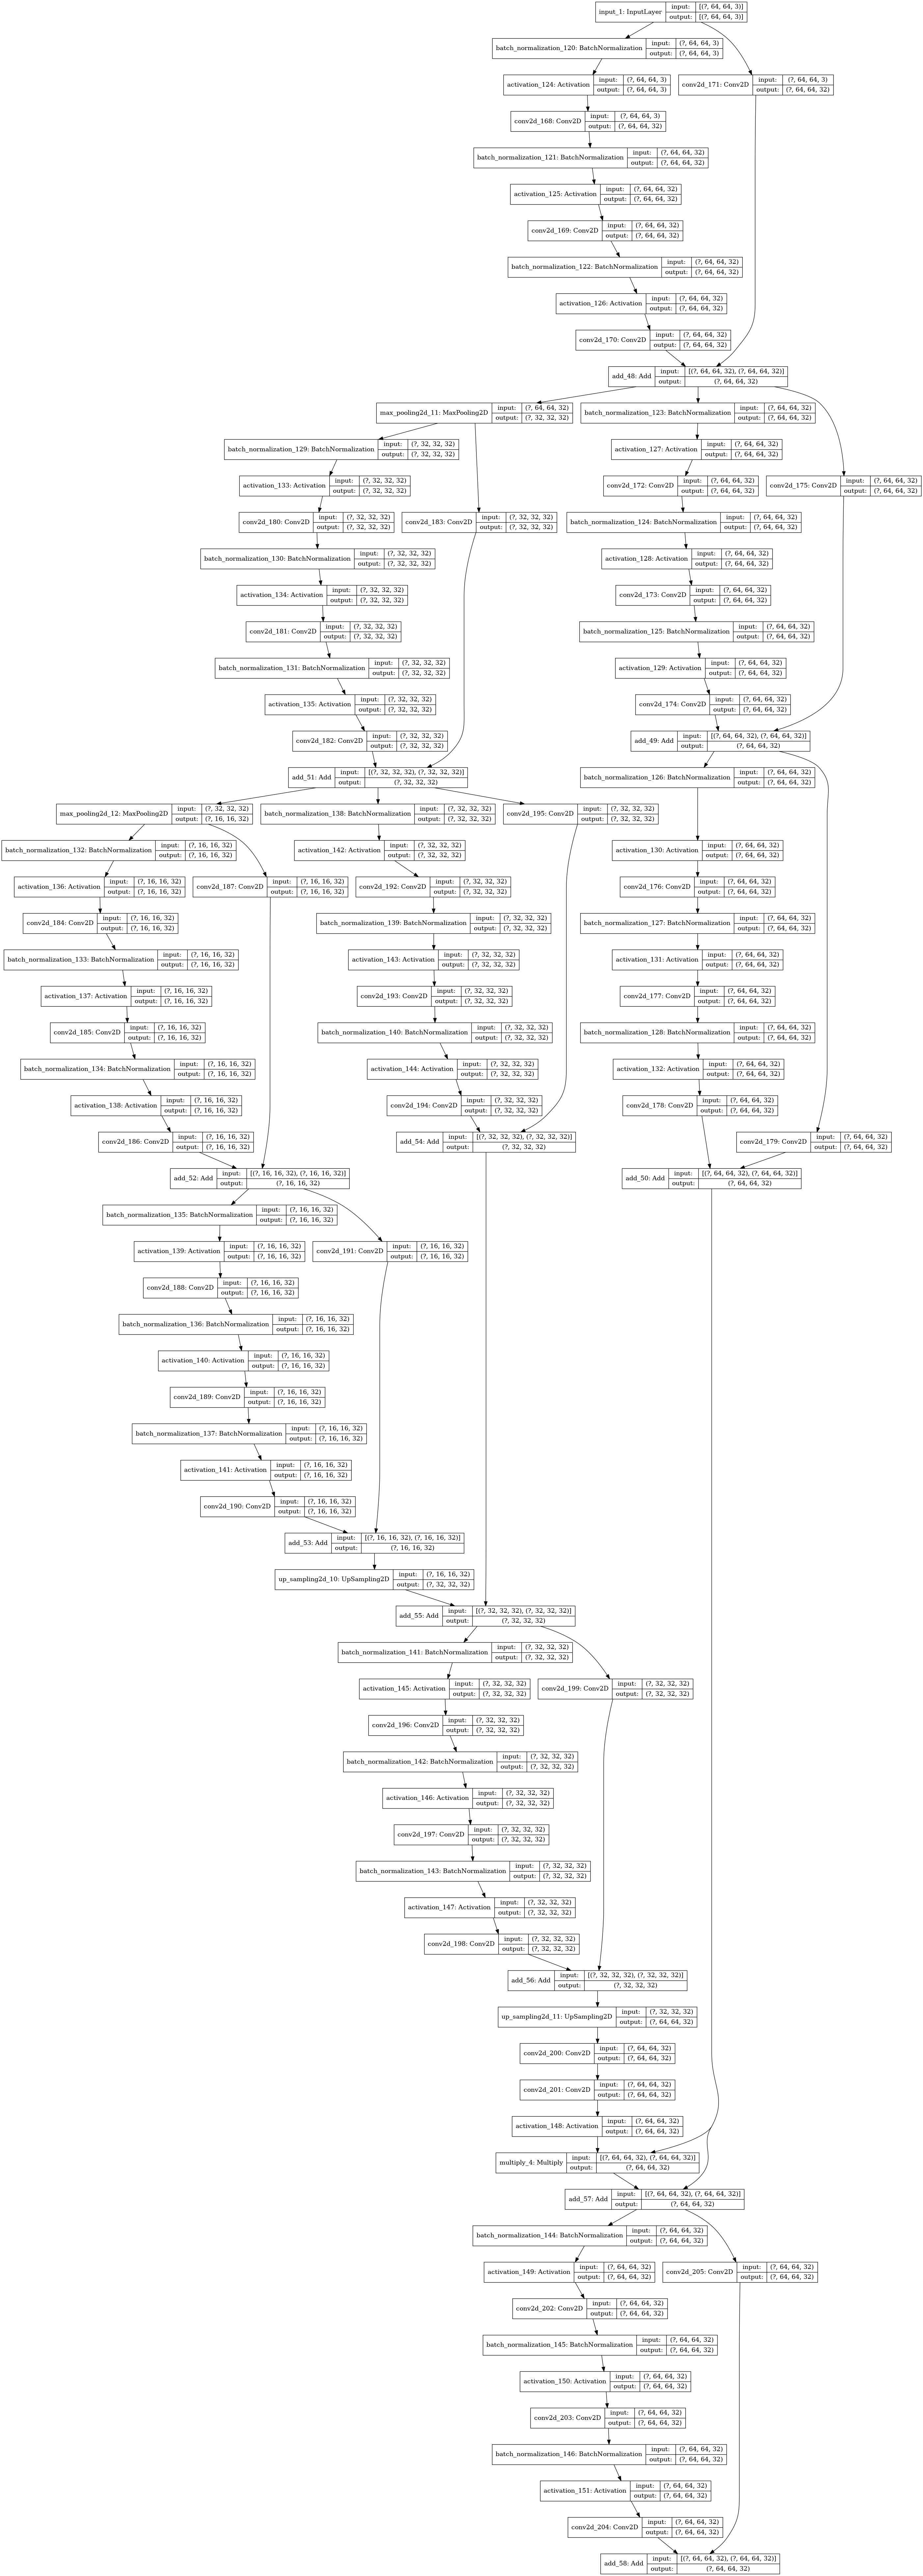 input_1: InputLayer input: [(?, 64, 64, 3)]
output: [(?, 64, 64, 3)]
batch_normalization_120: BatchNormalization input: (?, 64, 64, 3)
output: (?, 64, 64, 3)
activation_124: Activation input: (?, 64, 64, 3)
output: (?, 64, 64, 3)
conv2d_171: Conv2D input: (?, 64, 64, 3)
output: (?, 64, 64, 32)
conv2d_168: Conv2D input: (?, 64, 64, 3)
output: (?, 64, 64, 32)
batch_normalization_121: BatchNormalization input: (?, 64, 64, 32)
output: (?, 64, 64, 32)
activation_125: Activation input: (?, 64, 64, 32)
output: (?, 64, 64, 32)
conv2d_169: Conv2D input: (?, 64, 64, 32)
output: (?, 64, 64, 32)
batch_normalization_122: BatchNormalization input: (?, 64, 64, 32)
output: (?, 64, 64, 32)
activation_126: Activation input: (?, 64, 64, 32)
output: (?, 64, 64, 32)
conv2d_170: Conv2D input: (?, 64, 64, 32)
output: (?, 64, 64, 32)
add_48: Add input: [(?, 64, 64, 32), (?, 64, 64, 32)]
output: (?, 64, 64, 32)
max_pooling2d_11: MaxPooling2D input: (?, 64, 64, 32)
output: (?, 32, 32, 32)
batch_normalization_123: BatchNormalization input: (?, 64, 64, 32)
output: (?, 64, 64, 32)
batch_normalization_129: BatchNormalization input: (?, 32, 32, 32)
output: (?, 32, 32, 32)
activation_127: Activation input: (?, 64, 64, 32)
output: (?, 64, 64, 32)
activation_133: Activation input: (?, 32, 32, 32)
output: (?, 32, 32, 32)
conv2d_172: Conv2D input: (?, 64, 64, 32)
output: (?, 64, 64, 32)
conv2d_175: Conv2D input: (?, 64, 64, 32)
output: (?, 64, 64, 32)
conv2d_180: Conv2D input: (?, 32, 32, 32)
output: (?, 32, 32, 32)
conv2d_183: Conv2D input: (?, 32, 32, 32)
output: (?, 32, 32, 32)
batch_normalization_124: BatchNormalization input: (?, 64, 64, 32)
output: (?, 64, 64, 32)
batch_normalization_130: BatchNormalization input: (?, 32, 32, 32)
output: (?, 32, 32, 32)
activation_128: Activation input: (?, 64, 64, 32)
output: (?, 64, 64, 32)
activation_134: Activation input: (?, 32, 32, 32)
output: (?, 32, 32, 32)
conv2d_173: Conv2D input: (?, 64, 64, 32)
output: (?, 64, 64, 32)
conv2d_181: Conv2D input: (?, 32, 32, 32)
output: (?, 32, 32, 32)
batch_normalization_125: BatchNormalization input: (?, 64, 64, 32)
output: (?, 64, 64, 32)
batch_normalization_131: BatchNormalization input: (?, 32, 32, 32)
output: (?, 32, 32, 32)
activation_129: Activation input: (?, 64, 64, 32)
output: (?, 64, 64, 32)
activation_135: Activation input: (?, 32, 32, 32)
output: (?, 32, 32, 32)
conv2d_174: Conv2D input: (?, 64, 64, 32)
output: (?, 64, 64, 32)
conv2d_182: Conv2D input: (?, 32, 32, 32)
output: (?, 32, 32, 32)
add_49: Add input: [(?, 64, 64, 32), (?, 64, 64, 32)]
output: (?, 64, 64, 32)
add_51: Add input: [(?, 32, 32, 32), (?, 32, 32, 32)]
output: (?, 32, 32, 32)
batch_normalization_126: BatchNormalization input: (?, 64, 64, 32)
output: (?, 64, 64, 32)
max_pooling2d_12: MaxPooling2D input: (?, 32, 32, 32)
output: (?, 16, 16, 32)
batch_normalization_138: BatchNormalization input: (?, 32, 32, 32)
output: (?, 32, 32, 32)
conv2d_195: Conv2D input: (?, 32, 32, 32)
output: (?, 32, 32, 32)
batch_normalization_132: BatchNormalization input: (?, 16, 16, 32)
output: (?, 16, 16, 32)
activation_142: Activation input: (?, 32, 32, 32)
output: (?, 32, 32, 32)
activation_130: Activation input: (?, 64, 64, 32)
output: (?, 64, 64, 32)
activation_136: Activation input: (?, 16, 16, 32)
output: (?, 16, 16, 32)
conv2d_187: Conv2D input: (?, 16, 16, 32)
output: (?, 16, 16, 32)
conv2d_192: Conv2D input: (?, 32, 32, 32)
output: (?, 32, 32, 32)
conv2d_176: Conv2D input: (?, 64, 64, 32)
output: (?, 64, 64, 32)
conv2d_184: Conv2D input: (?, 16, 16, 32)
output: (?, 16, 16, 32)
batch_normalization_139: BatchNormalization input: (?, 32, 32, 32)
output: (?, 32, 32, 32)
batch_normalization_127: BatchNormalization input: (?, 64, 64, 32)
output: (?, 64, 64, 32)
batch_normalization_133: BatchNormalization input: (?, 16, 16, 32)
output: (?, 16, 16, 32)
activation_143: Activation input: (?, 32, 32, 32)
output: (?, 32, 32, 32)
activation_131: Activation input: (?, 64, 64, 32)
output: (?, 64, 64, 32)
activation_137: Activation input: (?, 16, 16, 32)
output: (?, 16, 16, 32)
conv2d_193: Conv2D input: (?, 32, 32, 32)
output: (?, 32, 32, 32)
conv2d_177: Conv2D input: (?, 64, 64, 32)
output: (?, 64, 64, 32)
conv2d_185: Conv2D input: (?, 16, 16, 32)
output: (?, 16, 16, 32)
batch_normalization_140: BatchNormalization input: (?, 32, 32, 32)
output: (?, 32, 32, 32)
batch_normalization_128: BatchNormalization input: (?, 64, 64, 32)
output: (?, 64, 64, 32)
batch_normalization_134: BatchNormalization input: (?, 16, 16, 32)
output: (?, 16, 16, 32)
activation_144: Activation input: (?, 32, 32, 32)
output: (?, 32, 32, 32)
activation_132: Activation input: (?, 64, 64, 32)
output: (?, 64, 64, 32)
activation_138: Activation input: (?, 16, 16, 32)
output: (?, 16, 16, 32)
conv2d_194: Conv2D input: (?, 32, 32, 32)
output: (?, 32, 32, 32)
conv2d_178: Conv2D input: (?, 64, 64, 32)
output: (?, 64, 64, 32)
conv2d_186: Conv2D input: (?, 16, 16, 32)
output: (?, 16, 16, 32)
add_54: Add input: [(?, 32, 32, 32), (?, 32, 32, 32)]
output: (?, 32, 32, 32)
conv2d_179: Conv2D input: (?, 64, 64, 32)
output: (?, 64, 64, 32)
add_52: Add input: [(?, 16, 16, 32), (?, 16, 16, 32)]
output: (?, 16, 16, 32)
add_50: Add input: [(?, 64, 64, 32), (?, 64, 64, 32)]
output: (?, 64, 64, 32)
batch_normalization_135: BatchNormalization input: (?, 16, 16, 32)
output: (?, 16, 16, 32)
activation_139: Activation input: (?, 16, 16, 32)
output: (?, 16, 16, 32)
conv2d_191: Conv2D input: (?, 16, 16, 32)
output: (?, 16, 16, 32)
conv2d_188: Conv2D input: (?, 16, 16, 32)
output: (?, 16, 16, 32)
batch_normalization_136: BatchNormalization input: (?, 16, 16, 32)
output: (?, 16, 16, 32)
activation_140: Activation input: (?, 16, 16, 32)
output: (?, 16, 16, 32)
conv2d_189: Conv2D input: (?, 16, 16, 32)
output: (?, 16, 16, 32)
batch_normalization_137: BatchNormalization input: (?, 16, 16, 32)
output: (?, 16, 16, 32)
activation_141: Activation input: (?, 16, 16, 32)
output: (?, 16, 16, 32)
conv2d_190: Conv2D input: (?, 16, 16, 32)
output: (?, 16, 16, 32)
add_53: Add input: [(?, 16, 16, 32), (?, 16, 16, 32)]
output: (?, 16, 16, 32)
up_sampling2d_10: UpSampling2D input: (?, 16, 16, 32)
output: (?, 32, 32, 32)
add_55: Add input: [(?, 32, 32, 32), (?, 32, 32, 32)]
output: (?, 32, 32, 32)
batch_normalization_141: BatchNormalization input: (?, 32, 32, 32)
output: (?, 32, 32, 32)
activation_145: Activation input: (?, 32, 32, 32)
output: (?, 32, 32, 32)
conv2d_199: Conv2D input: (?, 32, 32, 32)
output: (?, 32, 32, 32)
conv2d_196: Conv2D input: (?, 32, 32, 32)
output: (?, 32, 32, 32)
batch_normalization_142: BatchNormalization input: (?, 32, 32, 32)
output: (?, 32, 32, 32)
activation_146: Activation input: (?, 32, 32, 32)
output: (?, 32, 32, 32)
conv2d_197: Conv2D input: (?, 32, 32, 32)
output: (?, 32, 32, 32)
batch_normalization_143: BatchNormalization input: (?, 32, 32, 32)
output: (?, 32, 32, 32)
activation_147: Activation input: (?, 32, 32, 32)
output: (?, 32, 32, 32)
conv2d_198: Conv2D input: (?, 32, 32, 32)
output: (?, 32, 32, 32)
add_56: Add input: [(?, 32, 32, 32), (?, 32, 32, 32)]
output: (?, 32, 32, 32)
up_sampling2d_11: UpSampling2D input: (?, 32, 32, 32)
output: (?, 64, 64, 32)
conv2d_200: Conv2D input: (?, 64, 64, 32)
output: (?, 64, 64, 32)
conv2d_201: Conv2D input: (?, 64, 64, 32)
output: (?, 64, 64, 32)
activation_148: Activation input: (?, 64, 64, 32)
output: (?, 64, 64, 32)
multiply_4: Multiply input: [(?, 64, 64, 32), (?, 64, 64, 32)]
output: (?, 64, 64, 32)
add_57: Add input: [(?, 64, 64, 32), (?, 64, 64, 32)]
output: (?, 64, 64, 32)
batch_normalization_144: BatchNormalization input: (?, 64, 64, 32)
output: (?, 64, 64, 32)
activation_149: Activation input: (?, 64, 64, 32)
output: (?, 64, 64, 32)
conv2d_205: Conv2D input: (?, 64, 64, 32)
output: (?, 64, 64, 32)
conv2d_202: Conv2D input: (?, 64, 64, 32)
output: (?, 64, 64, 32)
batch_normalization_145: BatchNormalization input: (?, 64, 64, 32)
output: (?, 64, 64, 32)
activation_150: Activation input: (?, 64, 64, 32)
output: (?, 64, 64, 32)
conv2d_203: Conv2D input: (?, 64, 64, 32)
output: (?, 64, 64, 32)
batch_normalization_146: BatchNormalization input: (?, 64, 64, 32)
output: (?, 64, 64, 32)
activation_151: Activation input: (?, 64, 64, 32)
output: (?, 64, 64, 32)
conv2d_204: Conv2D input: (?, 64, 64, 32)
output: (?, 64, 64, 32)
add_58: Add input: [(?, 64, 64, 32), (?, 64, 64, 32)]
output: (?, 64, 64, 32)